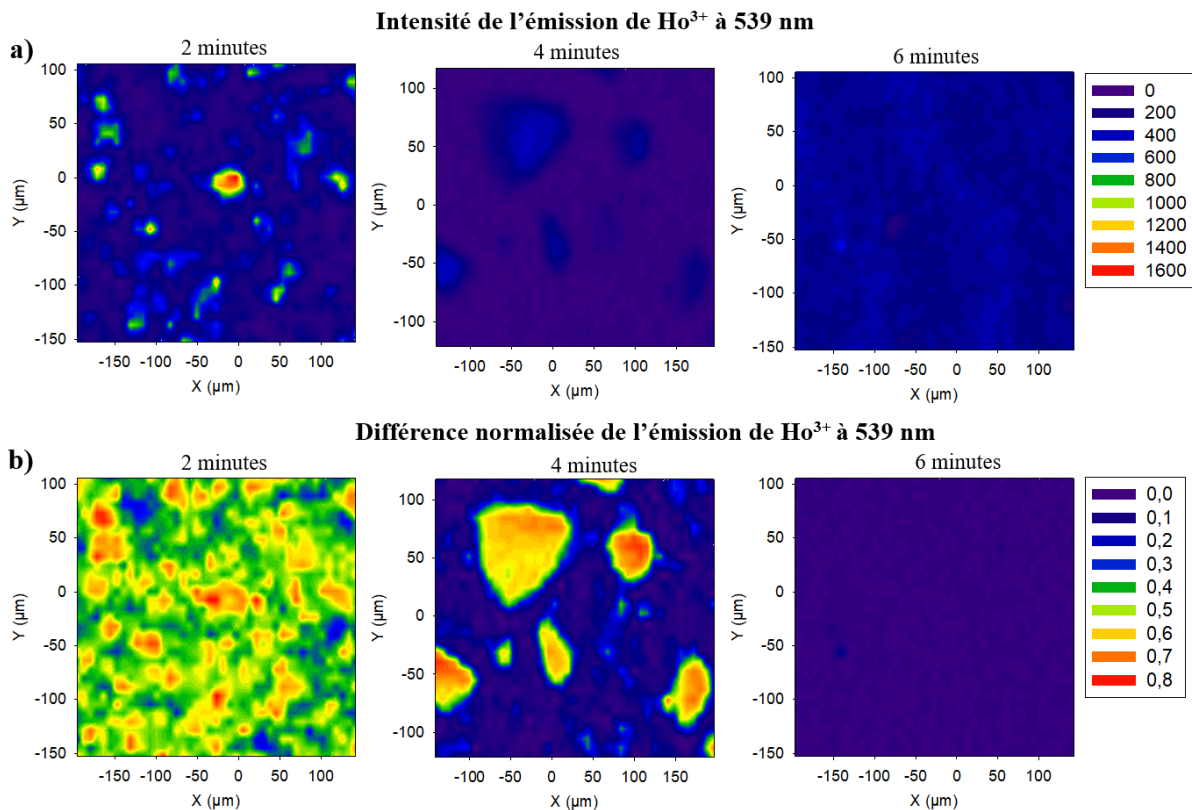 Intensité de l’émission de Ho³⁺ à 539 nm
a)
2 minutes
4 minutes
6 minutes
100
50
0
-50
-100
-150
Y (µm)
-150 -100 -50 0 50 100
X (µm)
100
50
0
-50
-100
Y (µm)
-100 -50 0 50 100 150
X (µm)
100
50
0
-50
-100
-150
Y (µm)
-150 -100 -50 0 50 100
X (µm)
0
200
400
600
800
1000
1200
1400
1600
Différence normalisée de l’émission de Ho³⁺ à 539 nm
b)
2 minutes
4 minutes
6 minutes
100
50
0
-50
-100
-150
Y (µm)
-150 -100 -50 0 50 100
X (µm)
100
50
0
-50
-100
Y (µm)
-100 -50 0 50 100 150
X (µm)
100
50
0
-50
-100
-150
Y (µm)
-150 -100 -50 0 50 100
X (µm)
0,0
0,1
0,2
0,3
0,4
0,5
0,6
0,7
0,8